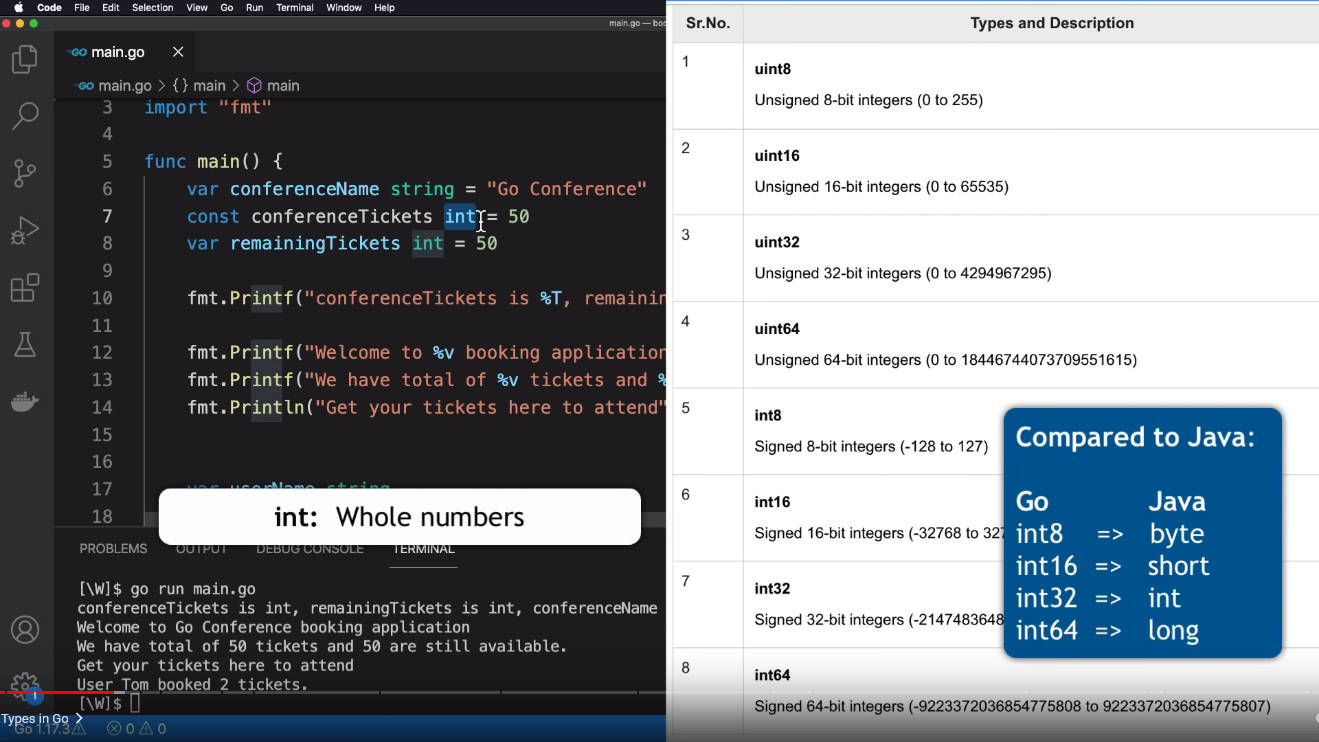 Code File Edit Selection View Go Run Terminal Window Help
main.go — boo
main.go
main.go > {} main > main
3 import "fmt"
4
5 func main() {
6 var conferenceName string = "Go Conference"
7 const conferenceTickets int = 50
8 var remainingTickets int = 50
9
10 fmt.Printf("conferenceTickets is %T, remainin
11
12 fmt.Printf("Welcome to %v booking application
13 fmt.Printf("We have total of %v tickets and %
14 fmt.Println("Get your tickets here to attend"
15
16
17 var userName string
18
int: Whole numbers
PROBLEMS OUTPUT DEBUG CONSOLE TERMINAL
[\W]$ go run main.go
conferenceTickets is int, remainingTickets is int, conferenceName
Welcome to Go Conference booking application
We have total of 50 tickets and 50 are still available.
Get your tickets here to attend
User Tom booked 2 tickets.
[\W]$
1
Types in Go >
Go 1.17.3 0 0
Sr.No. Types and Description
1 uint8
Unsigned 8-bit integers (0 to 255)
2 uint16
Unsigned 16-bit integers (0 to 65535)
3 uint32
Unsigned 32-bit integers (0 to 4294967295)
4 uint64
Unsigned 64-bit integers (0 to 18446744073709551615)
5 int8
Signed 8-bit integers (-128 to 127)
6 int16
Signed 16-bit integers (-32768 to 327
7 int32
Signed 32-bit integers (-2147483648
8 int64
Signed 64-bit integers (-9223372036854775808 to 9223372036854775807)
Compared to Java:
Go Java
int8 => byte
int16 => short
int32 => int
int64 => long